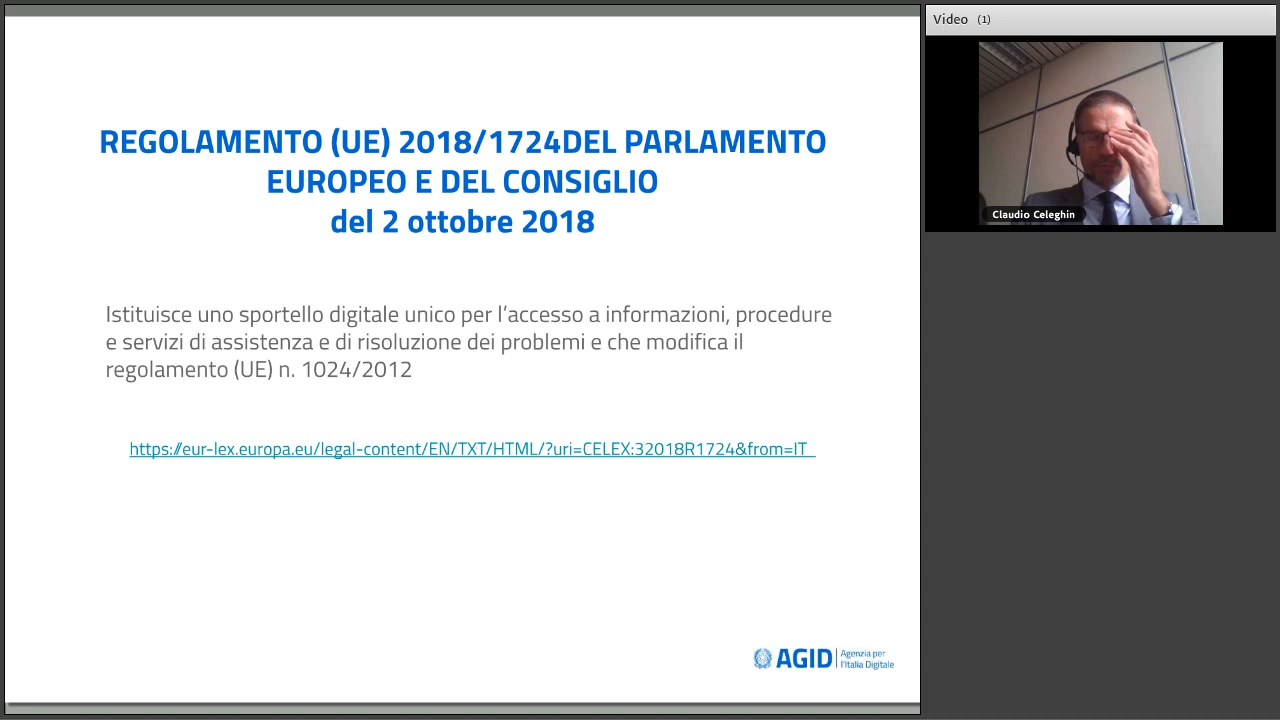 REGOLAMENTO (UE) 2018/1724DEL PARLAMENTO
EUROPEO E DEL CONSIGLIO
del 2 ottobre 2018
Istituisce uno sportello digitale unico per l’accesso a informazioni, procedure
e servizi di assistenza e di risoluzione dei problemi e che modifica il
regolamento (UE) n. 1024/2012
https://eur-lex.europa.eu/legal-content/EN/TXT/HTML/?uri=CELEX:32018R1724&from=IT
AGID
Agenzia per
l’Italia Digitale
Video (1)
Claudio Celeghin